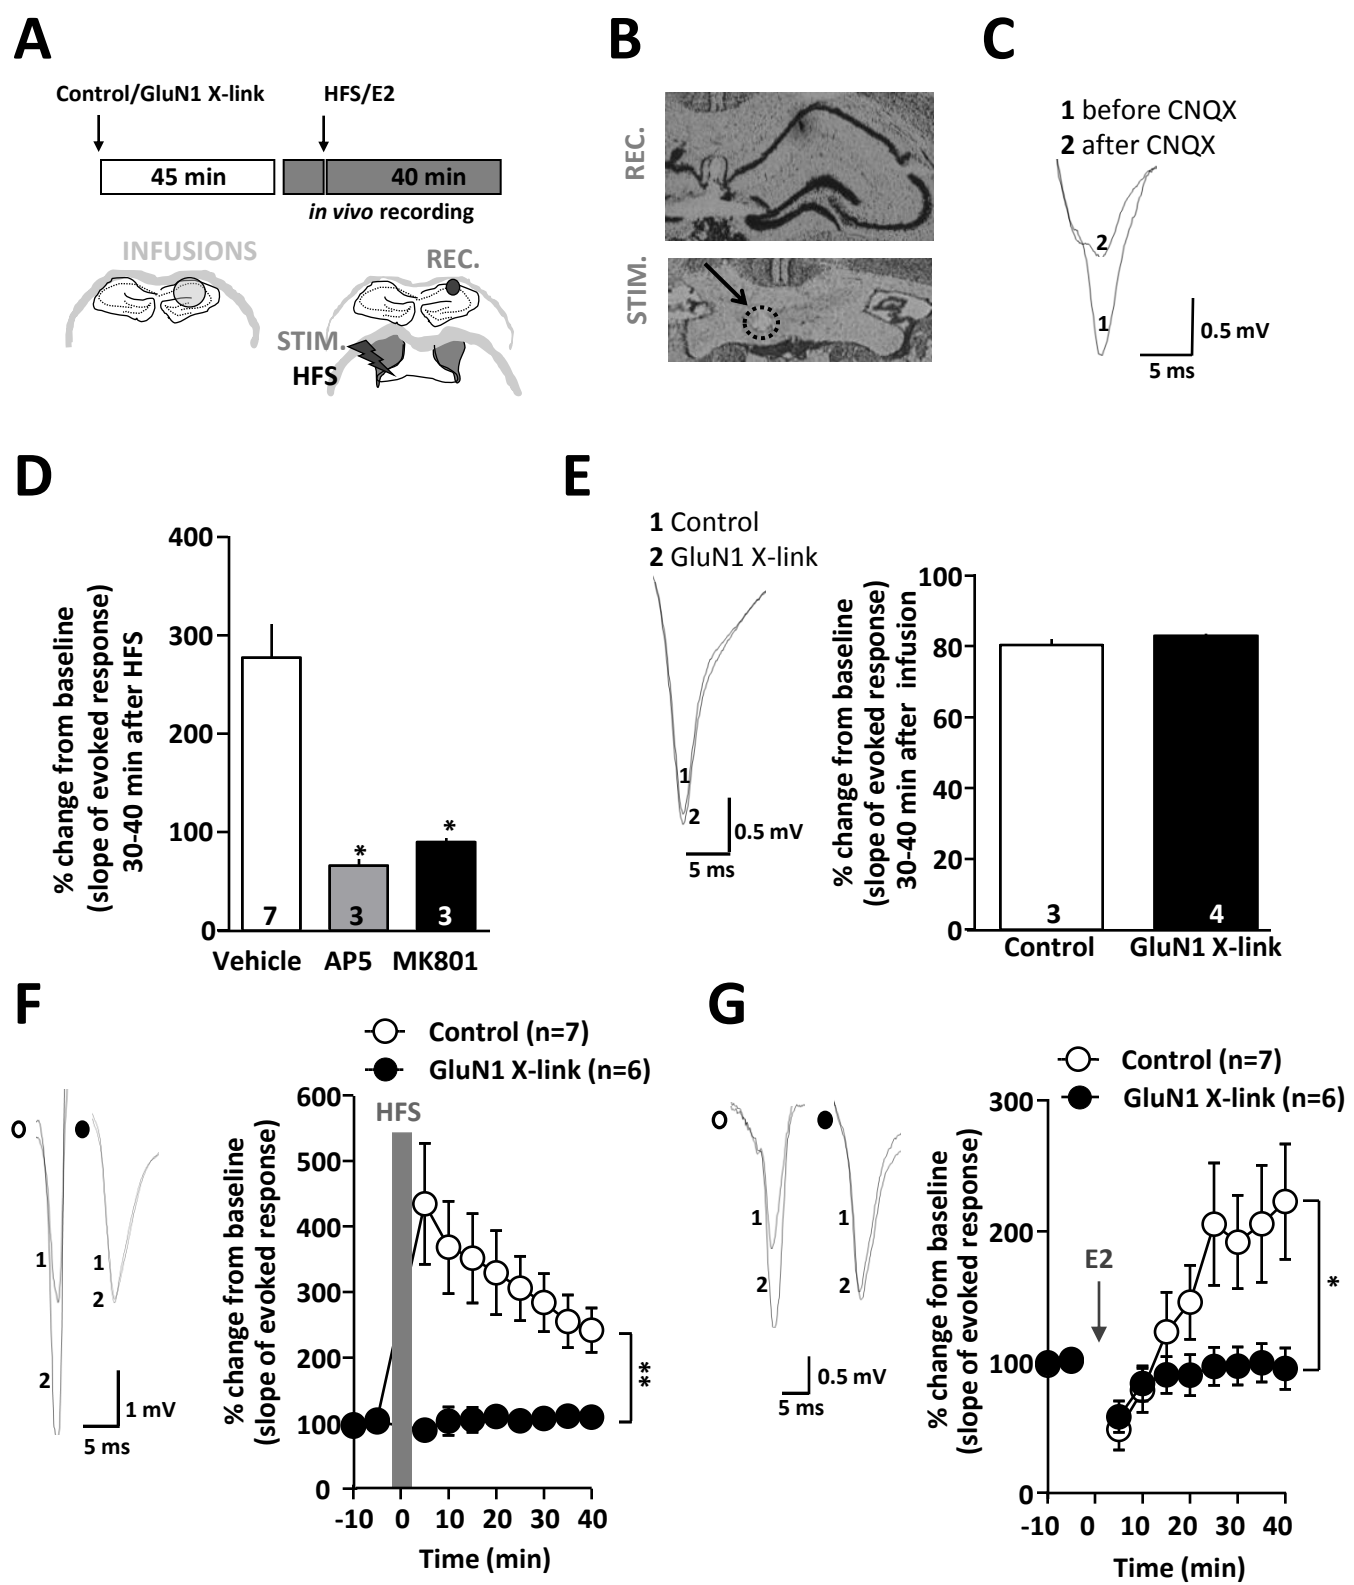 A
Control/GluN1 X-link
HFS/E2
45 min
40 min
in vivo recording
INFUSIONS
REC.
STIM.
HFS
B
REC.
STIM.
C
1 before CNQX
2 after CNQX
2
1
0.5 mV
5 ms
D
% change from baseline
(slope of evoked response)
30-40 min after HFS
400
300
200
100
0
*
*
7
3
3
Vehicle
AP5
MK801
E
1 Control
2 GluN1 X-link
1
2
0.5 mV
5 ms
% change from baseline
(slope of evoked response)
30-40 min after infusion
100
80
60
40
20
0
3
4
Control
GluN1 X-link
F
Control (n=7)
GluN1 X-link (n=6)
1
2
1
2
1 mV
5 ms
% change from baseline
(slope of evoked response)
600
500
400
300
200
100
0
HFS
**
-10
0
10
20
30
40
Time (min)
G
Control (n=7)
GluN1 X-link (n=6)
1
2
1
2
0.5 mV
5 ms
% change fom baseline
(slope of evoked response)
300
200
100
0
E2
*
-10
0
10
20
30
40
Time (min)